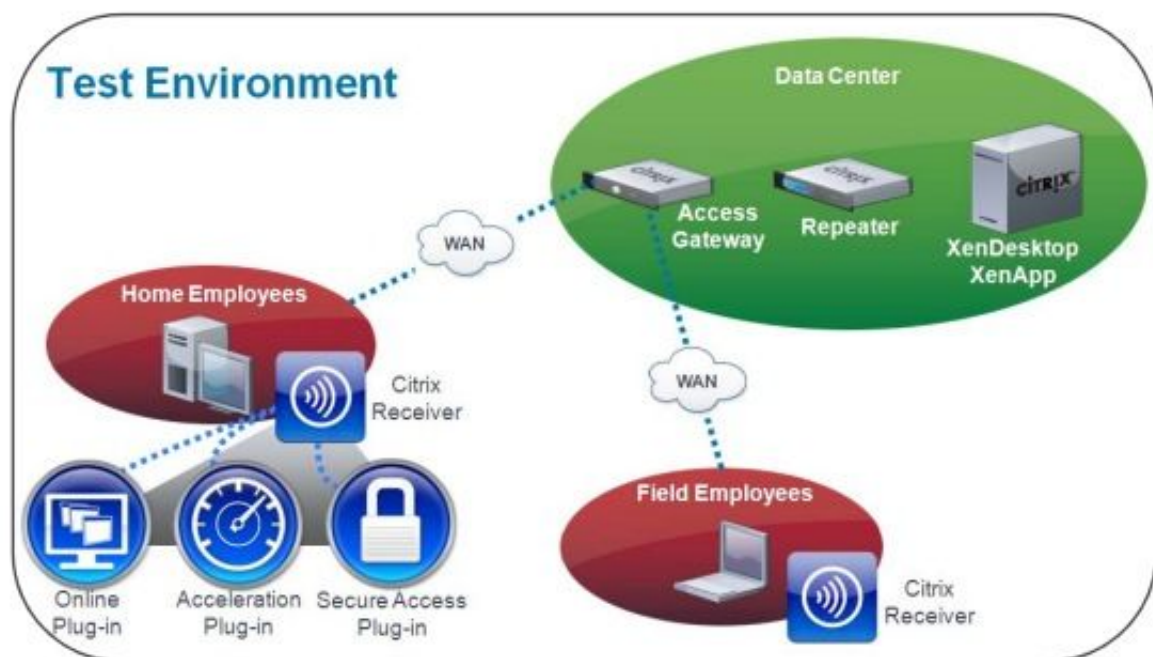 Test Environment
Data Center
CITRIX
CITRIX
CITRIX
Access
Gateway
Repeater
XenDesktop
XenApp
WAN
Home Employees
Citrix
Receiver
WAN
Online
Plug-in
Acceleration
Plug-in
Secure Access
Plug-in
Field Employees
Citrix
Receiver